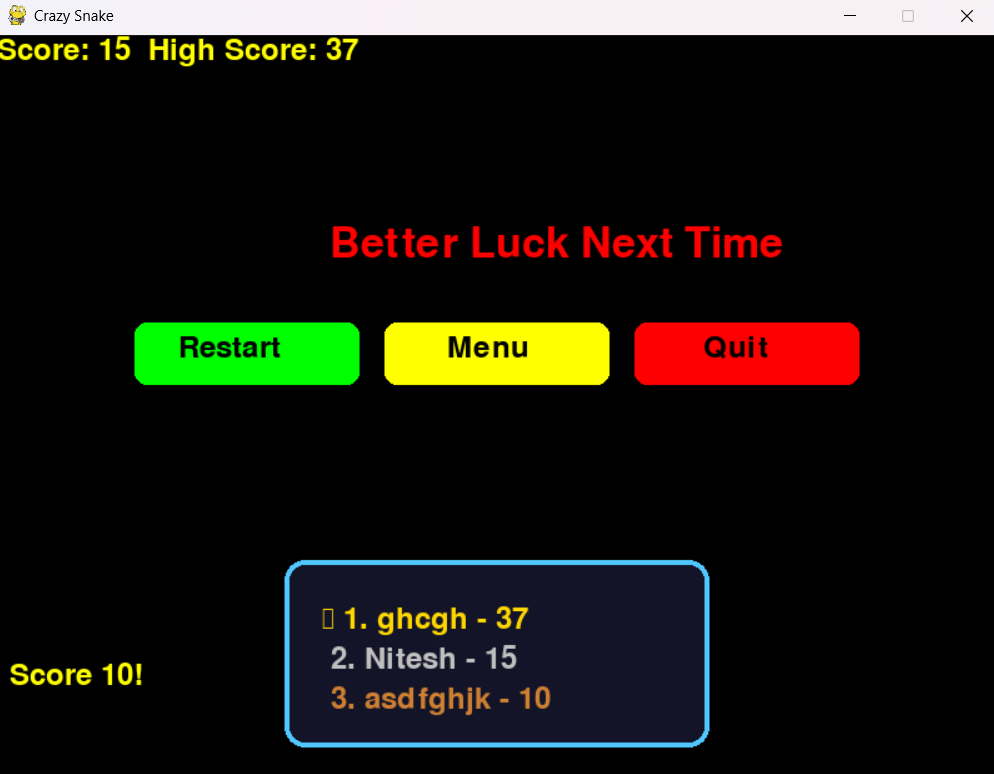 Crazy Snake
Score: 15  High Score: 37
Better Luck Next Time
Restart
Menu
Quit
1. ghcgh - 37
2. Nitesh - 15
3. asdfghjk - 10
Score 10!